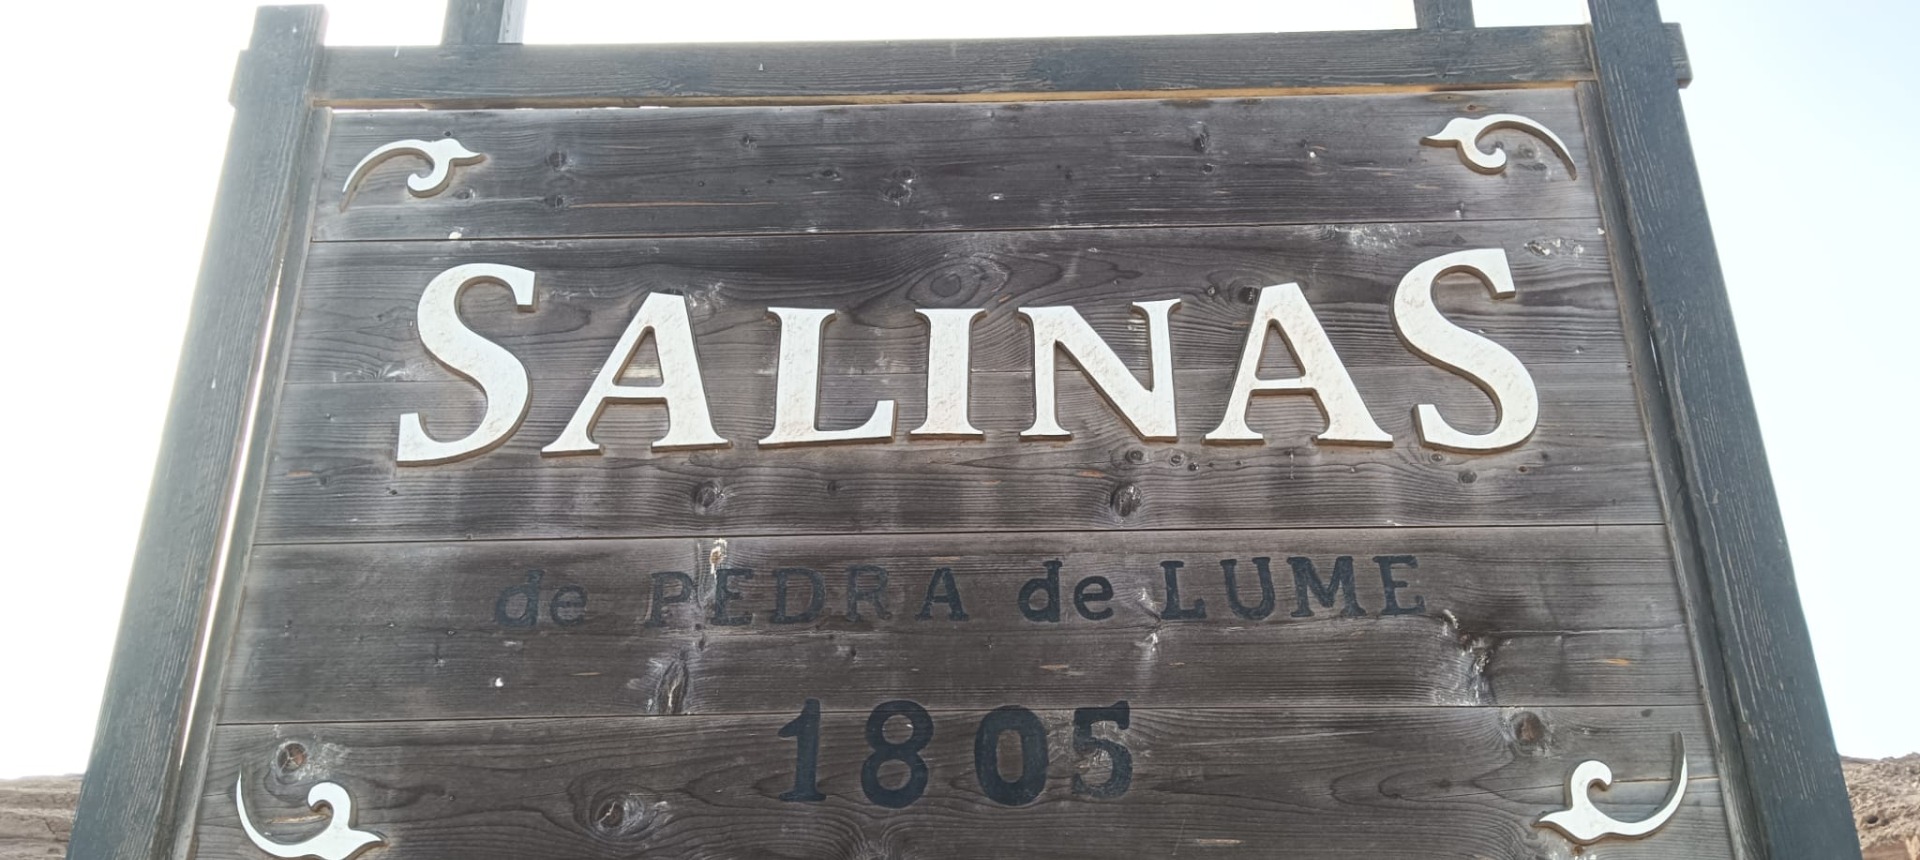 SALINAS
de PEDRA de LUME
1805